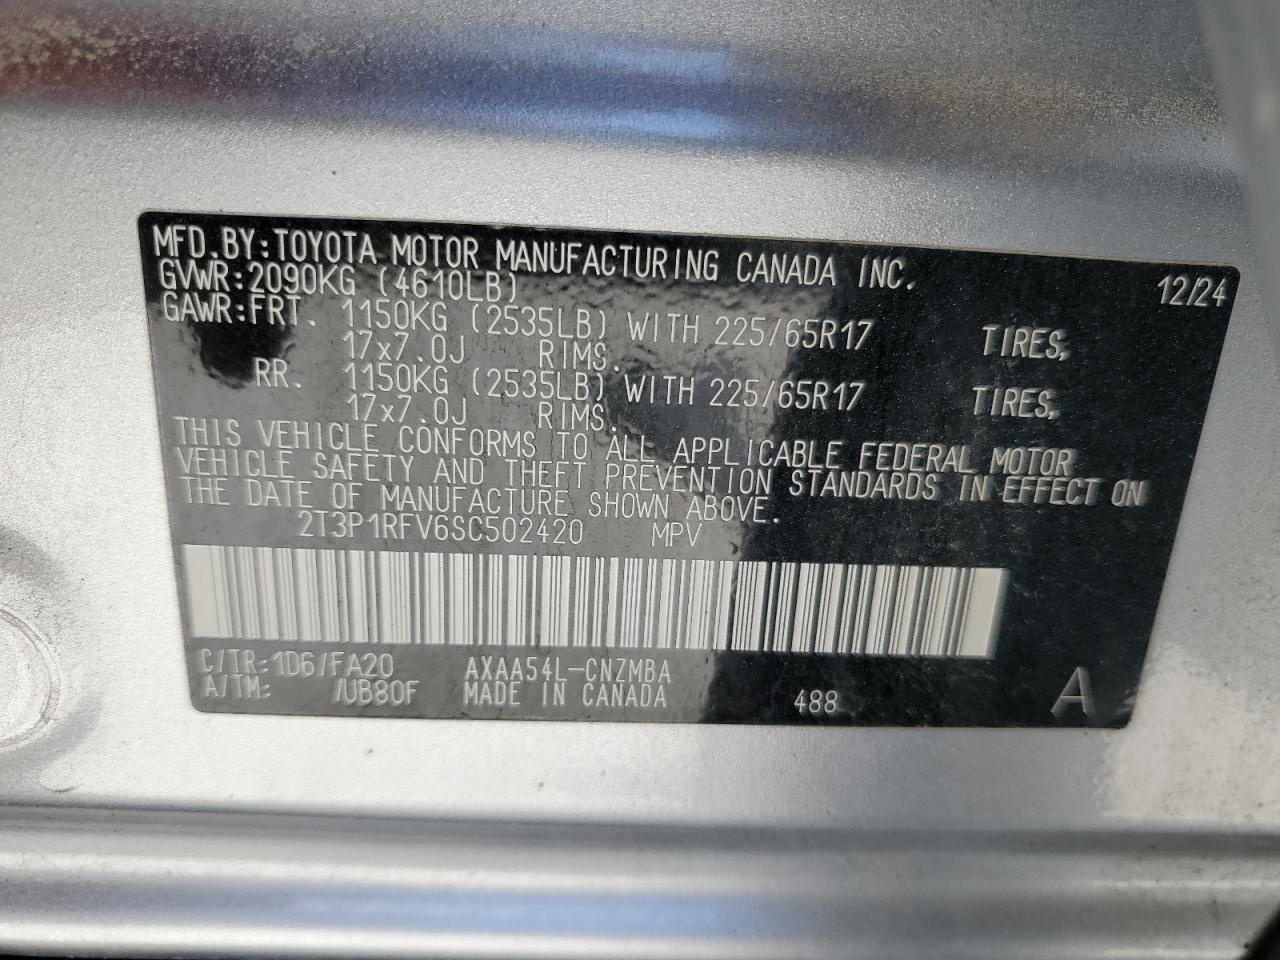 MFD.BY:TOYOTA MOTOR MANUFACTURING CANADA INC. 12/24
GVWR:2090KG (4610LB)
GAWR:FRT. 1150KG (2535LB) WITH 225/65R17 TIRES,
17x7.0J RIMS.
RR. 1150KG (2535LB) WITH 225/65R17 TIRES,
17x7.0J RIMS.
THIS VEHICLE CONFORMS TO ALL APPLICABLE FEDERAL MOTOR
VEHICLE SAFETY AND THEFT PREVENTION STANDARDS IN EFFECT ON
THE DATE OF MANUFACTURE SHOWN ABOVE.
2T3P1RFV6SC502420 MPV
C/TR:1D6/FA20 AXAA54L-CNZMBA
A/TM: /UB80F MADE IN CANADA 488 A